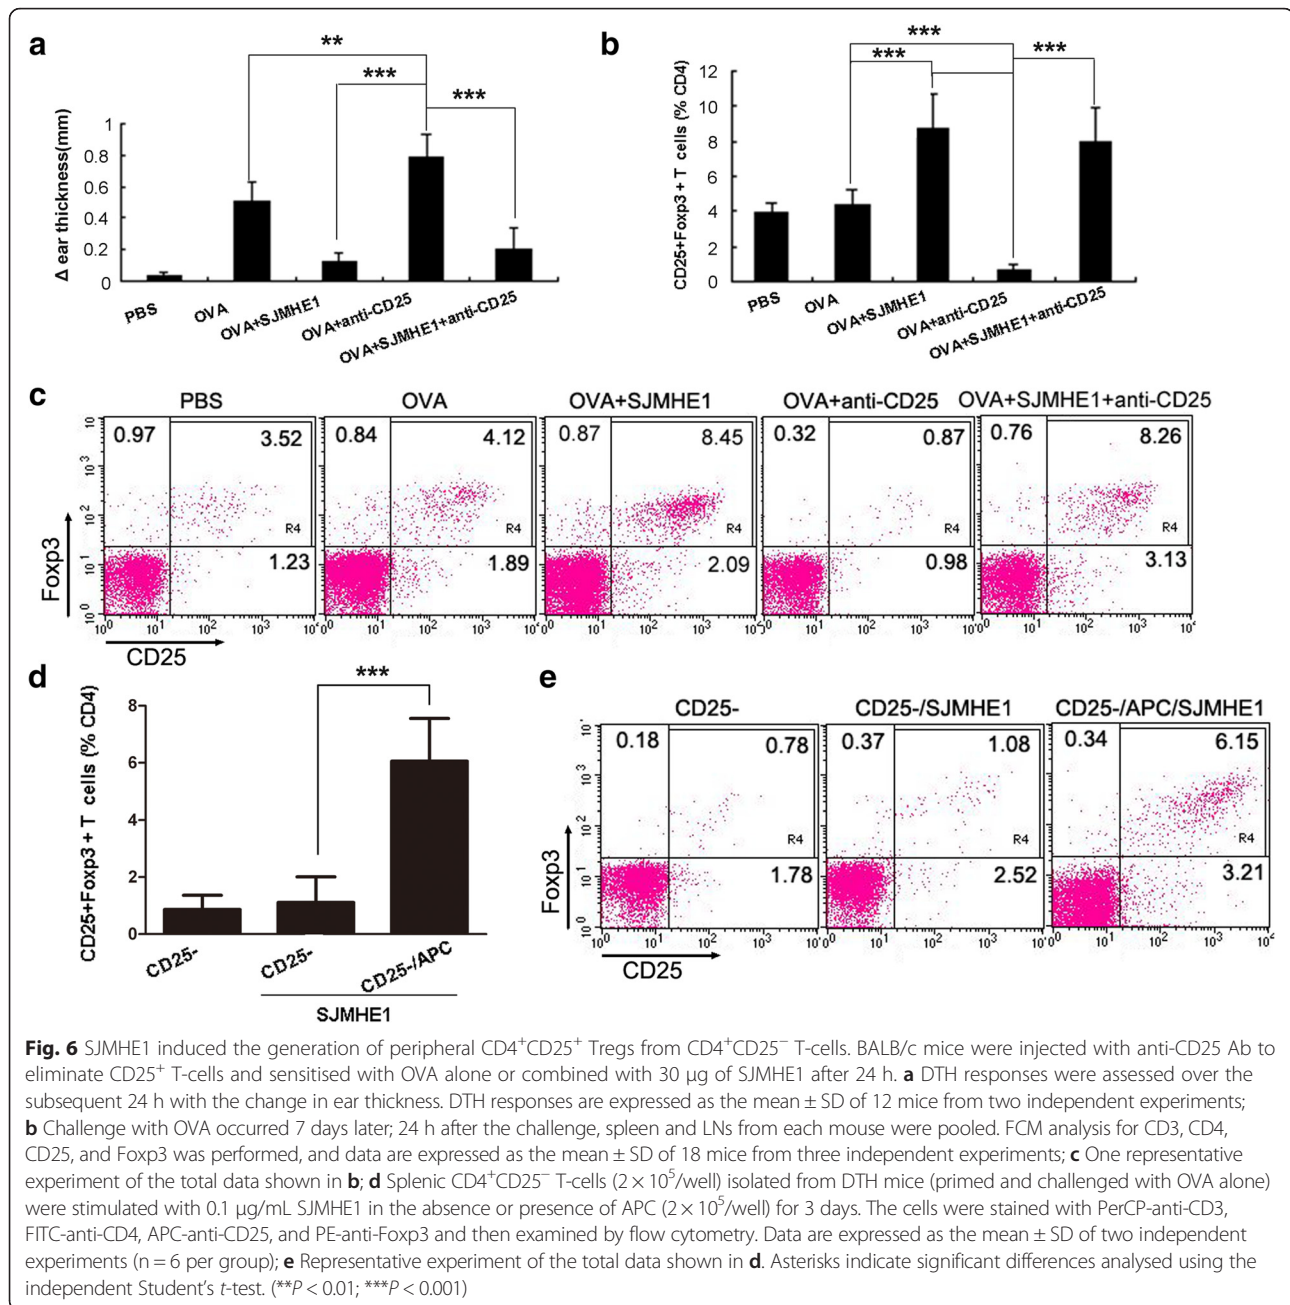 a
**
***
***
Δ ear thickness(mm)
1
0.8
0.6
0.4
0.2
0
PBS
OVA
OVA+SJMHE1
OVA+anti-CD25
OVA+SJMHE1+anti-CD25
b
***
***
***
CD25+Foxp3 + T cells (% CD4)
12
10
8
6
4
2
0
PBS
OVA
OVA+SJMHE1
OVA+anti-CD25
OVA+SJMHE1+anti-CD25
c
PBS OVA OVA+SJMHE1 OVA+anti-CD25 OVA+SJMHE1+anti-CD25
0.97 3.52 0.84 4.12 0.87 8.45 0.32 0.87 0.76 8.26
R4 R4 R4 R4 R4
1.23 1.89 2.09 0.98 3.13
Foxp3
CD25
d
***
CD25+Foxp3 + T cells (% CD4)
8
6
4
2
0
CD25-
CD25-
CD25-/APC
SJMHE1
e
CD25- CD25-/SJMHE1 CD25-/APC/SJMHE1
0.18 0.78 0.37 1.08 0.34 6.15
R4 R4 R4
1.78 2.52 3.21
Foxp3
CD25
Fig. 6 SJMHE1 induced the generation of peripheral CD4⁺CD25⁺ Tregs from CD4⁺CD25⁻ T-cells. BALB/c mice were injected with anti-CD25 Ab to
eliminate CD25⁺ T-cells and sensitised with OVA alone or combined with 30 μg of SJMHE1 after 24 h. a DTH responses were assessed over the
subsequent 24 h with the change in ear thickness. DTH responses are expressed as the mean ± SD of 12 mice from two independent experiments;
b Challenge with OVA occurred 7 days later; 24 h after the challenge, spleen and LNs from each mouse were pooled. FCM analysis for CD3, CD4,
CD25, and Foxp3 was performed, and data are expressed as the mean ± SD of 18 mice from three independent experiments; c One representative
experiment of the total data shown in b; d Splenic CD4⁺CD25⁻ T-cells (2 × 10⁵/well) isolated from DTH mice (primed and challenged with OVA alone)
were stimulated with 0.1 μg/mL SJMHE1 in the absence or presence of APC (2 × 10⁵/well) for 3 days. The cells were stained with PerCP-anti-CD3,
FITC-anti-CD4, APC-anti-CD25, and PE-anti-Foxp3 and then examined by flow cytometry. Data are expressed as the mean ± SD of two independent
experiments (n = 6 per group); e Representative experiment of the total data shown in d. Asterisks indicate significant differences analysed using the
independent Student's t-test. (**P < 0.01; ***P < 0.001)